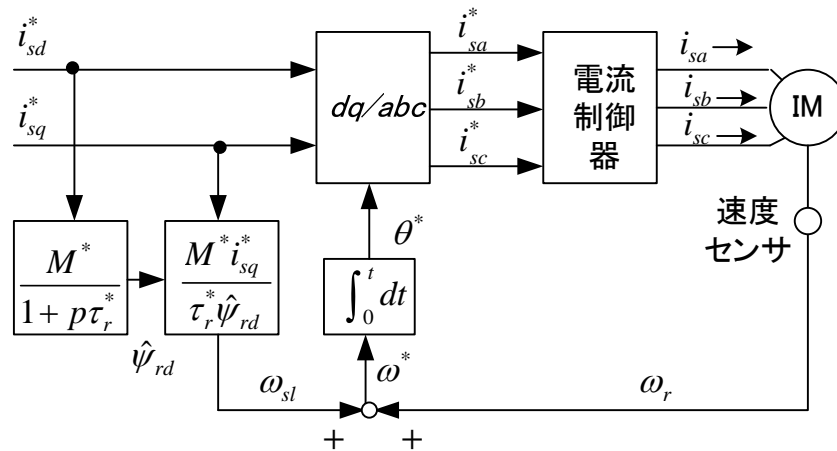 i*sd
i*sq
dq/abc
i*sa
i*sb
i*sc
電流
制御
器
isa
isb
isc
IM
速度
センサ
M*
1 + pτ*r
ψ̂rd
M* i*sq
τ*r ψ̂rd
θ*
∫0t dt
ω*
ωsl
ωr
+ +